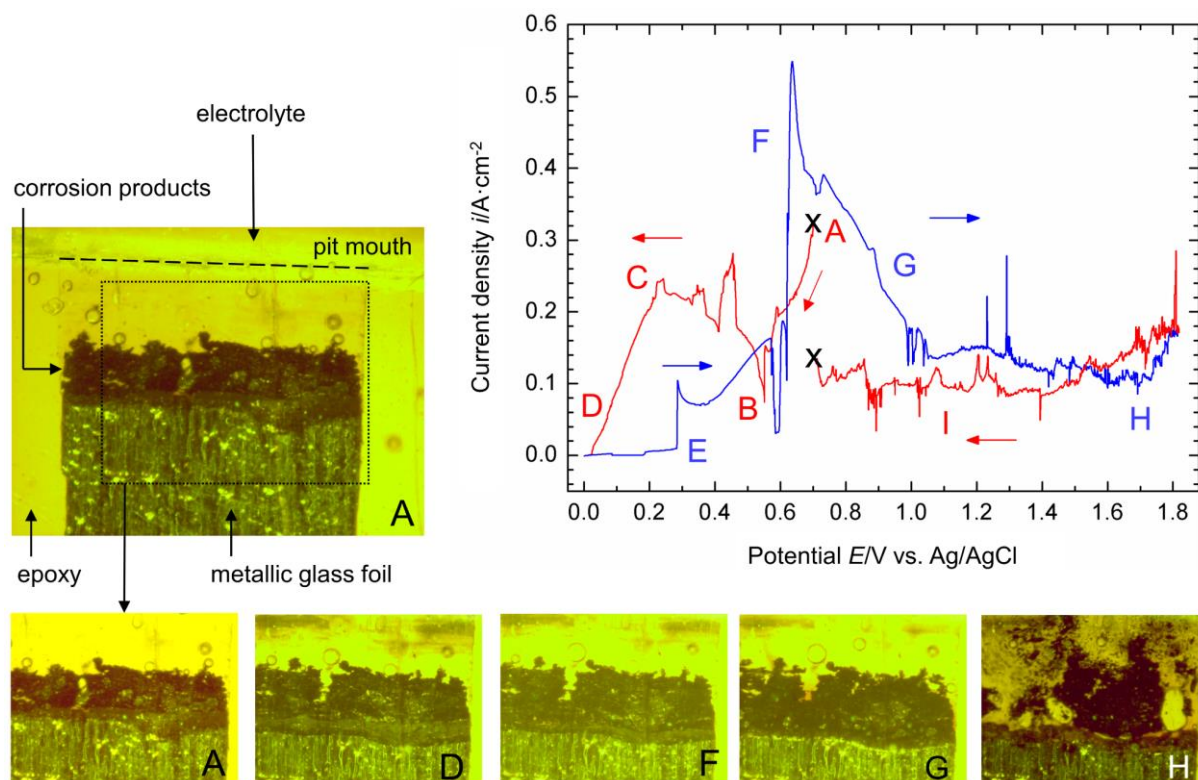 electrolyte
corrosion products
pit mouth
A
epoxy
metallic glass foil
Current density i/A·cm⁻²
0.6
0.5
0.4
0.3
0.2
0.1
0.0
x
A
F
G
C
x
B
D
E
I
H
0.0 0.2 0.4 0.6 0.8 1.0 1.2 1.4 1.6 1.8
Potential E/V vs. Ag/AgCl
A
D
F
G
H